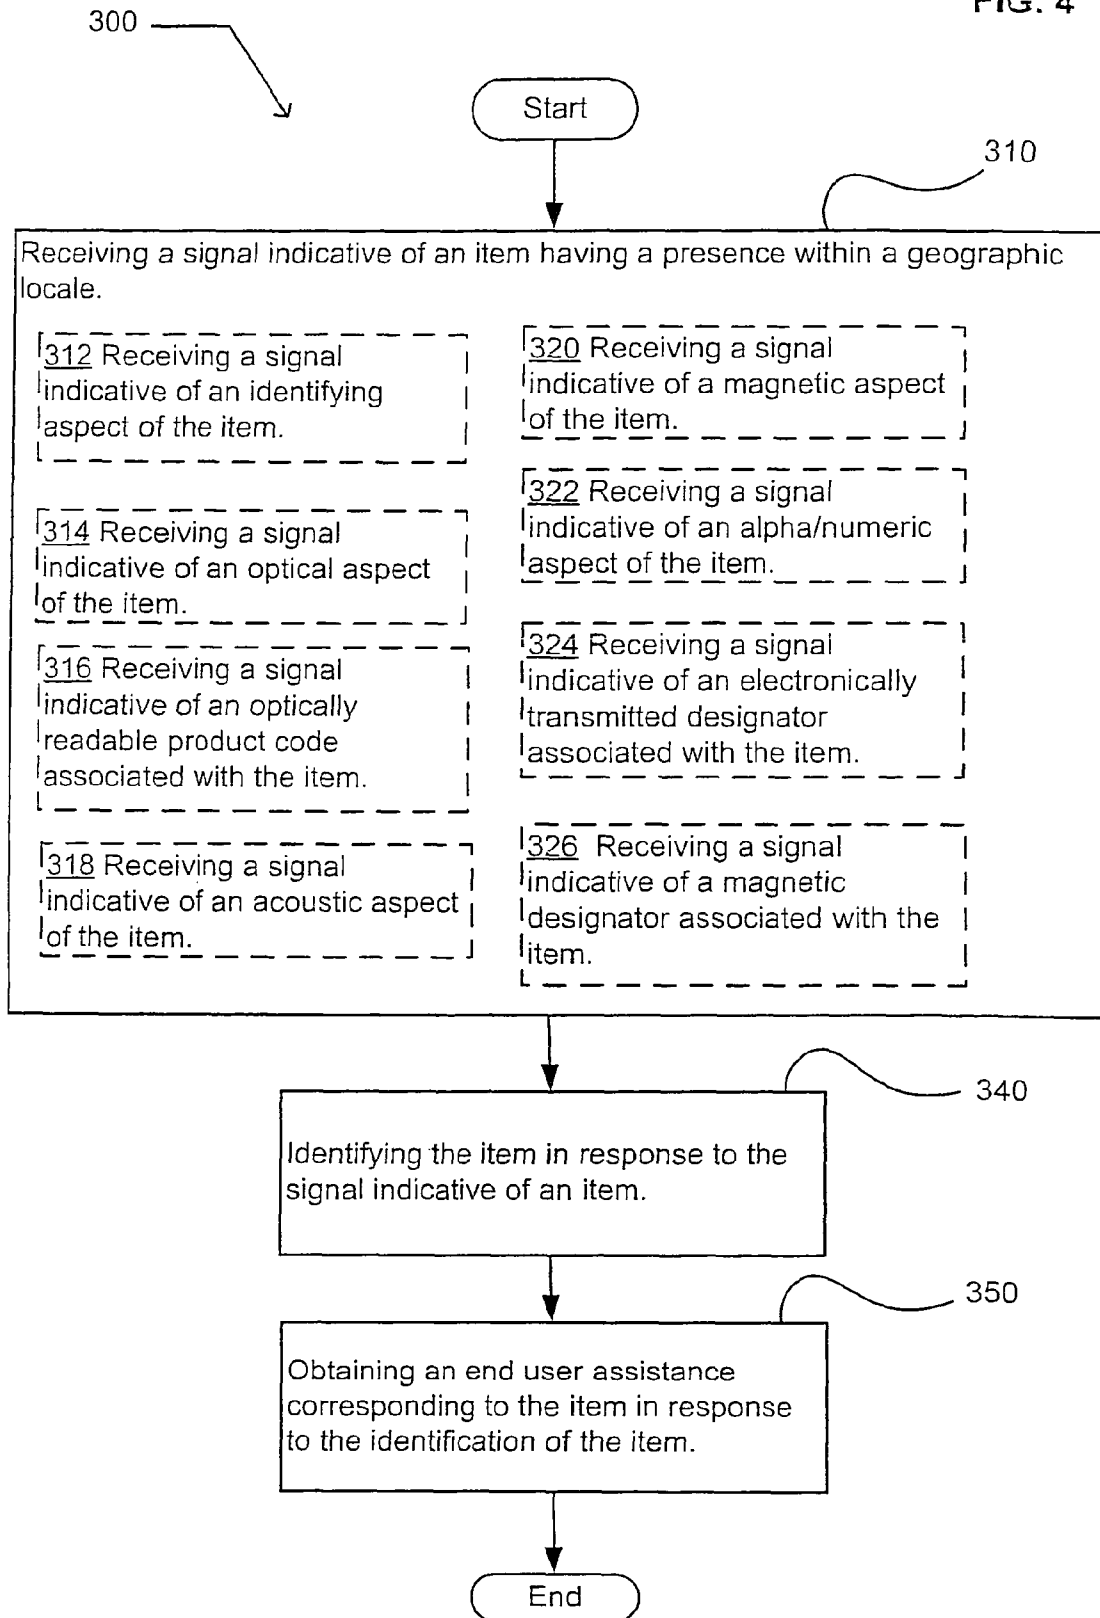 FIG. 4
300
Start
310
Receiving a signal indicative of an item having a presence within a geographic
locale.
312 Receiving a signal
indicative of an identifying
aspect of the item.
314 Receiving a signal
indicative of an optical aspect
of the item.
316 Receiving a signal
indicative of an optically
readable product code
associated with the item.
318 Receiving a signal
indicative of an acoustic aspect
of the item.
320 Receiving a signal
indicative of a magnetic aspect
of the item.
322 Receiving a signal
indicative of an alpha/numeric
aspect of the item.
324 Receiving a signal
indicative of an electronically
transmitted designator
associated with the item.
326 Receiving a signal
indicative of a magnetic
designator associated with the
item.
340
Identifying the item in response to the
signal indicative of an item.
350
Obtaining an end user assistance
corresponding to the item in response
to the identification of the item.
End